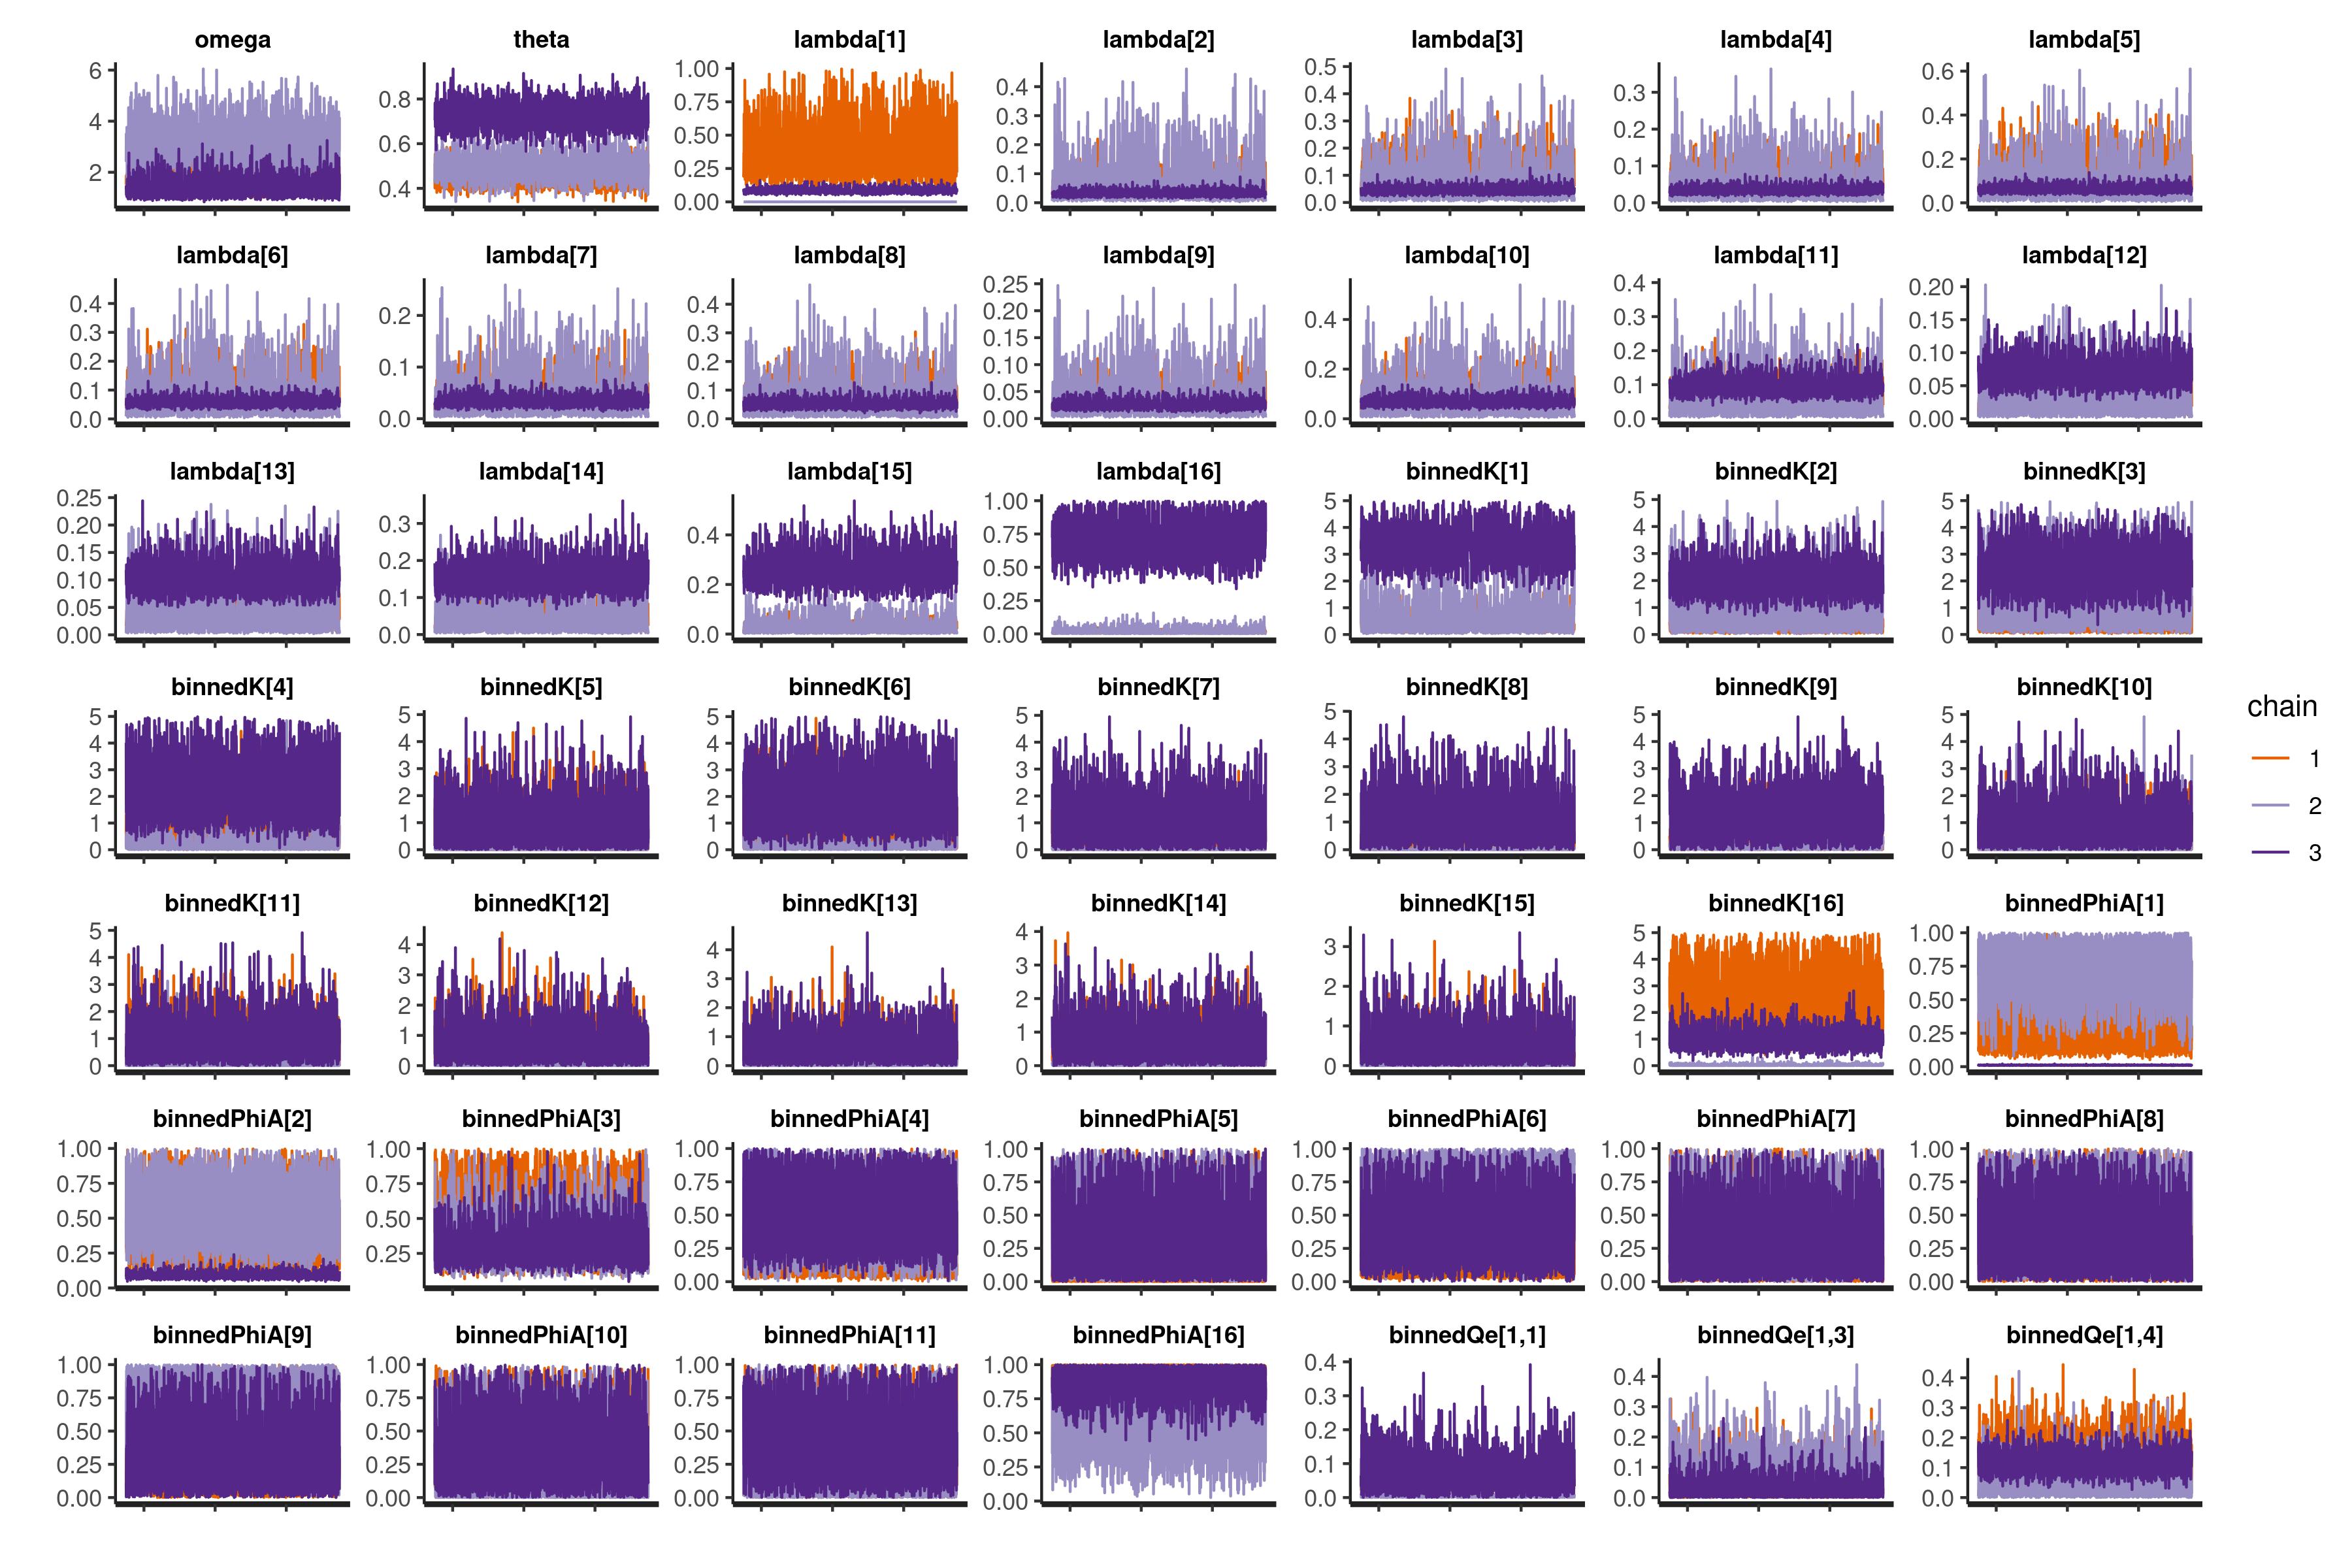 omega theta lambda[1] lambda[2] lambda[3] lambda[4] lambda[5]
6 4 2
0.8 0.6 0.4
1.00 0.75 0.50 0.25 0.00
0.4 0.3 0.2 0.1 0.0
0.5 0.4 0.3 0.2 0.1 0.0
0.3 0.2 0.1 0.0
0.6 0.4 0.2 0.0
lambda[6] lambda[7] lambda[8] lambda[9] lambda[10] lambda[11] lambda[12]
0.4 0.3 0.2 0.1 0.0
0.2 0.1 0.0
0.4 0.3 0.2 0.1 0.0
0.25 0.20 0.15 0.10 0.05 0.00
0.4 0.2 0.0
0.4 0.3 0.2 0.1 0.0
0.20 0.15 0.10 0.05 0.00
lambda[13] lambda[14] lambda[15] lambda[16] binnedK[1] binnedK[2] binnedK[3]
0.25 0.20 0.15 0.10 0.05 0.00
0.3 0.2 0.1 0.0
0.4 0.2 0.0
1.00 0.75 0.50 0.25 0.00
5 4 3 2 1 0
5 4 3 2 1 0
5 4 3 2 1 0
binnedK[4] binnedK[5] binnedK[6] binnedK[7] binnedK[8] binnedK[9] binnedK[10]
5 4 3 2 1 0
5 4 3 2 1 0
5 4 3 2 1 0
5 4 3 2 1 0
5 4 3 2 1 0
5 4 3 2 1 0
5 4 3 2 1 0
chain
1
2
3
binnedK[11] binnedK[12] binnedK[13] binnedK[14] binnedK[15] binnedK[16] binnedPhiA[1]
5 4 3 2 1 0
4 3 2 1 0
4 3 2 1 0
4 3 2 1 0
3 2 1 0
5 4 3 2 1 0
1.00 0.75 0.50 0.25 0.00
binnedPhiA[2] binnedPhiA[3] binnedPhiA[4] binnedPhiA[5] binnedPhiA[6] binnedPhiA[7] binnedPhiA[8]
1.00 0.75 0.50 0.25 0.00
1.00 0.75 0.50 0.25
1.00 0.75 0.50 0.25 0.00
1.00 0.75 0.50 0.25 0.00
1.00 0.75 0.50 0.25 0.00
1.00 0.75 0.50 0.25 0.00
1.00 0.75 0.50 0.25 0.00
binnedPhiA[9] binnedPhiA[10] binnedPhiA[11] binnedPhiA[16] binnedQe[1,1] binnedQe[1,3] binnedQe[1,4]
1.00 0.75 0.50 0.25 0.00
1.00 0.75 0.50 0.25 0.00
1.00 0.75 0.50 0.25 0.00
1.00 0.75 0.50 0.25 0.00
0.4 0.3 0.2 0.1 0.0
0.4 0.3 0.2 0.1 0.0
0.4 0.3 0.2 0.1 0.0